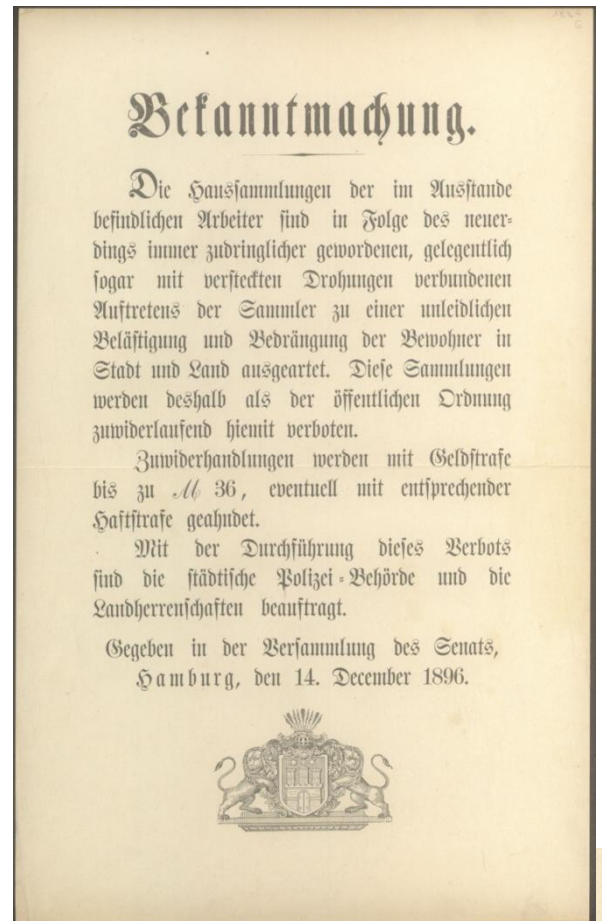 Bekanntmachung.
Die Haussammlungen der im Ausstande
befindlichen Arbeiter sind in Folge des neuer-
dings immer zudringlicher gewordenen, gelegentlich
sogar mit versteckten Drohungen verbundenen
Auftretens der Sammler zu einer unleidlichen
Belästigung und Bedrängung der Bewohner in
Stadt und Land ausgeartet. Diese Sammlungen
werden deshalb als der öffentlichen Ordnung
zuwiderlaufend hiemit verboten.
Zuwiderhandlungen werden mit Geldstrafe
bis zu ℳ 36, eventuell mit entsprechender
Haftstrafe geahndet.
Mit der Durchführung dieses Verbots
sind die städtische Polizei-Behörde und die
Landherrenschaften beauftragt.
Gegeben in der Versammlung des Senats,
Hamburg, den 14. December 1896.